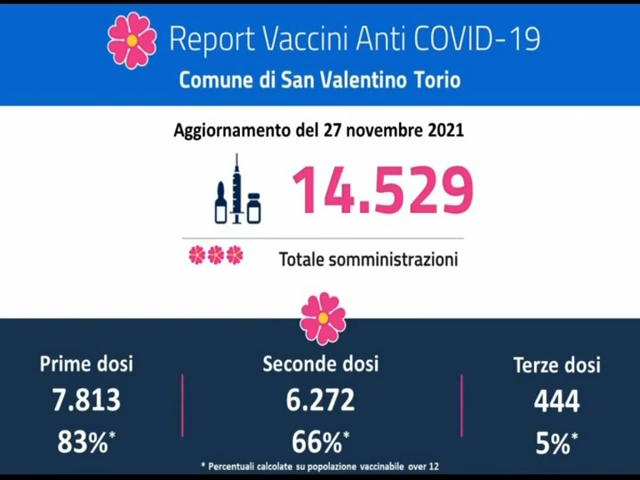 Report Vaccini Anti COVID-19
Comune di San Valentino Torio
Aggiornamento del 27 novembre 2021
14.529
Totale somministrazioni
Prime dosi
7.813
83%*
Seconde dosi
6.272
66%*
Terze dosi
444
5%*
* Percentuali calcolate su popolazione vaccinabile over 12